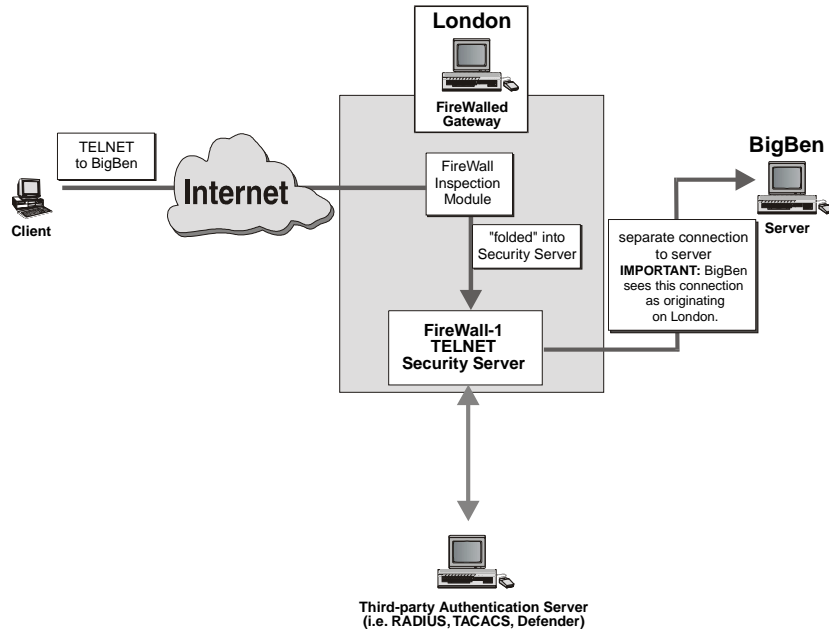 London
FireWalled
Gateway
TELNET
to BigBen
Internet
Client
FireWall
Inspection
Module
"folded" into
Security Server
FireWall-1
TELNET
Security Server
BigBen
Server
separate connection
to server
IMPORTANT: BigBen
sees this connection
as originating
on London.
Third-party Authentication Server
(i.e. RADIUS, TACACS, Defender)